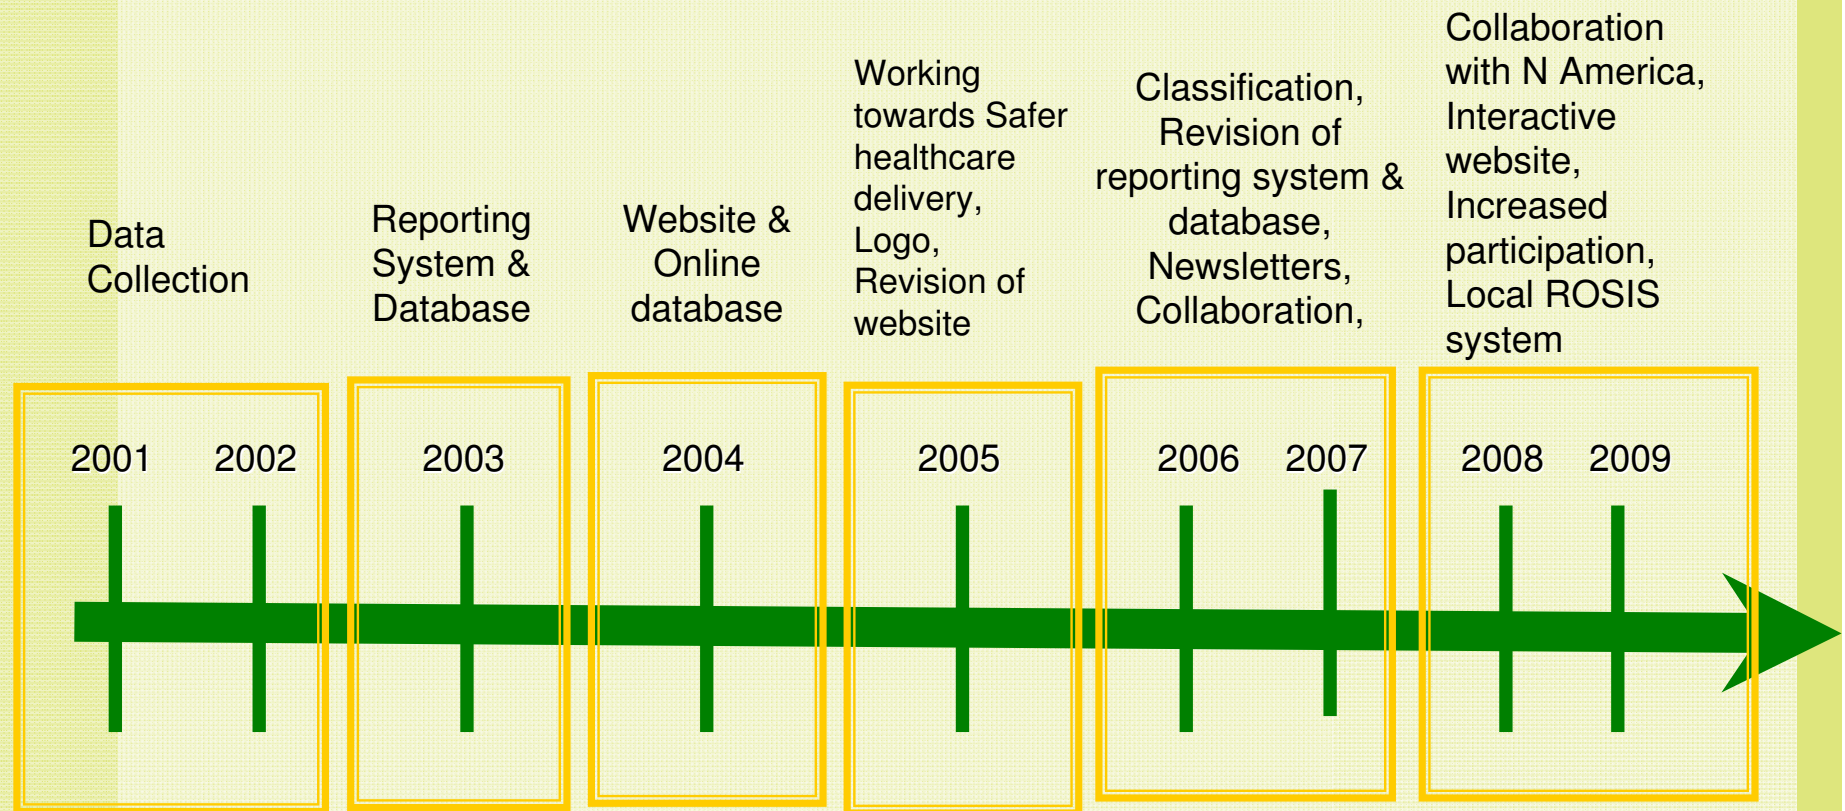 Data
Collection
Reporting
System &
Database
Website &
Online
database
Working
towards Safer
healthcare
delivery,
Logo,
Revision of
website
Classification,
Revision of
reporting system &
database,
Newsletters,
Collaboration,
Collaboration
with N America,
Interactive
website,
Increased
participation,
Local ROSIS
system
2001 2002 2003 2004 2005 2006 2007 2008 2009